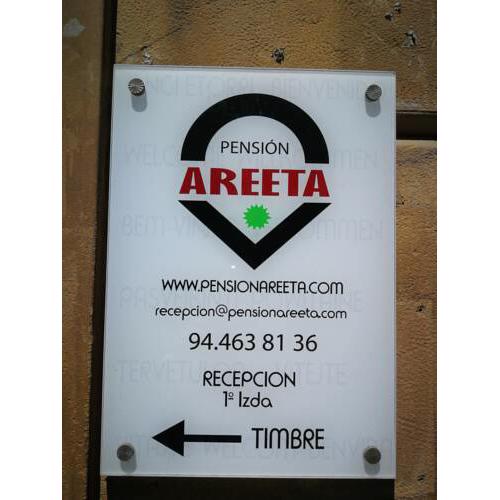 PENSIÓN
AREETA
WWW.PENSIONAREETA.COM
recepcion@pensionareeta.com
94.463 81 36
RECEPCION
1º Izda
TIMBRE